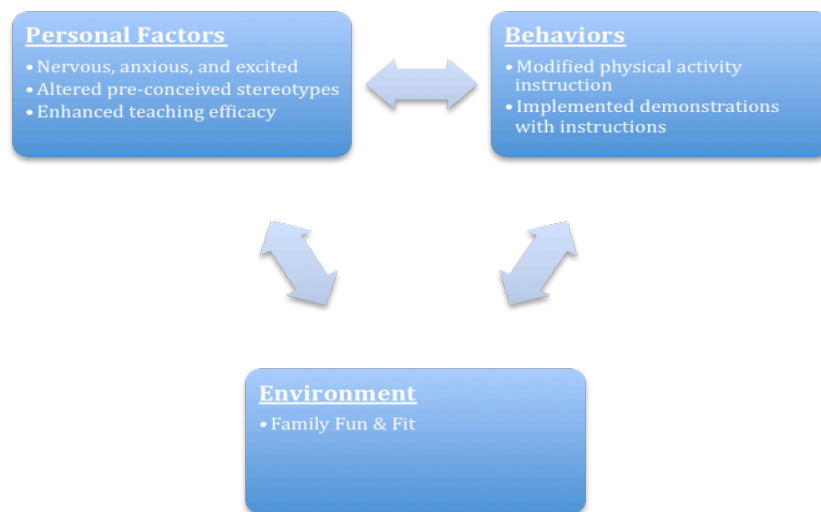 Personal Factors
• Nervous, anxious, and excited
• Altered pre-conceived stereotypes
• Enhanced teaching efficacy
Behaviors
• Modified physical activity
instruction
• Implemented demonstrations
with instructions
Environment
• Family Fun & Fit